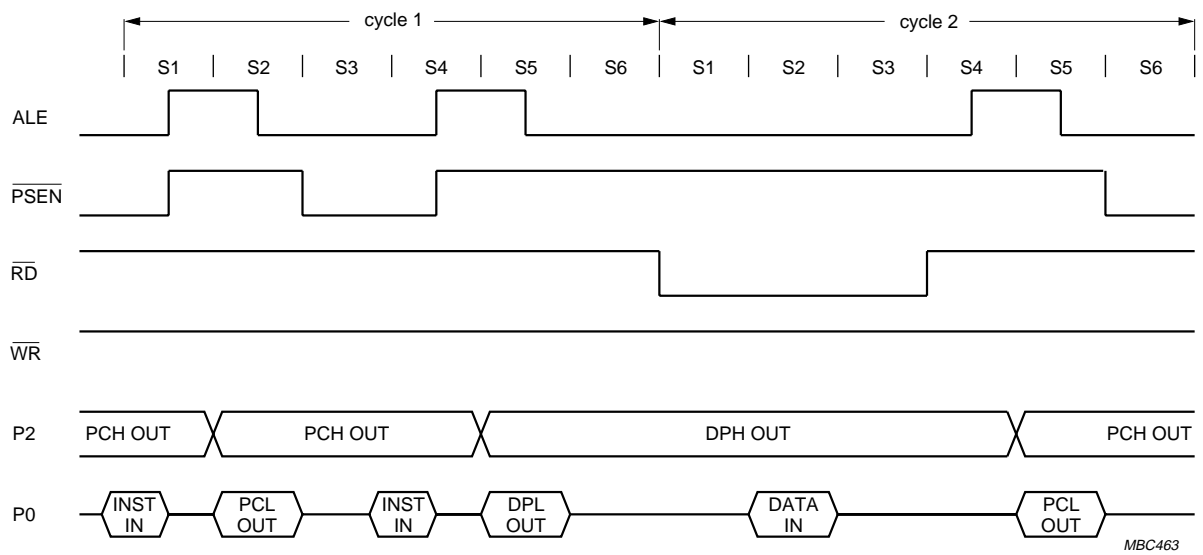 cycle 1 cycle 2
S1 S2 S3 S4 S5 S6 S1 S2 S3 S4 S5 S6
ALE
PSEN
RD
WR
P2 PCH OUT PCH OUT DPH OUT PCH OUT
P0 INST IN PCL OUT INST IN DPL OUT DATA IN PCL OUT
MBC463